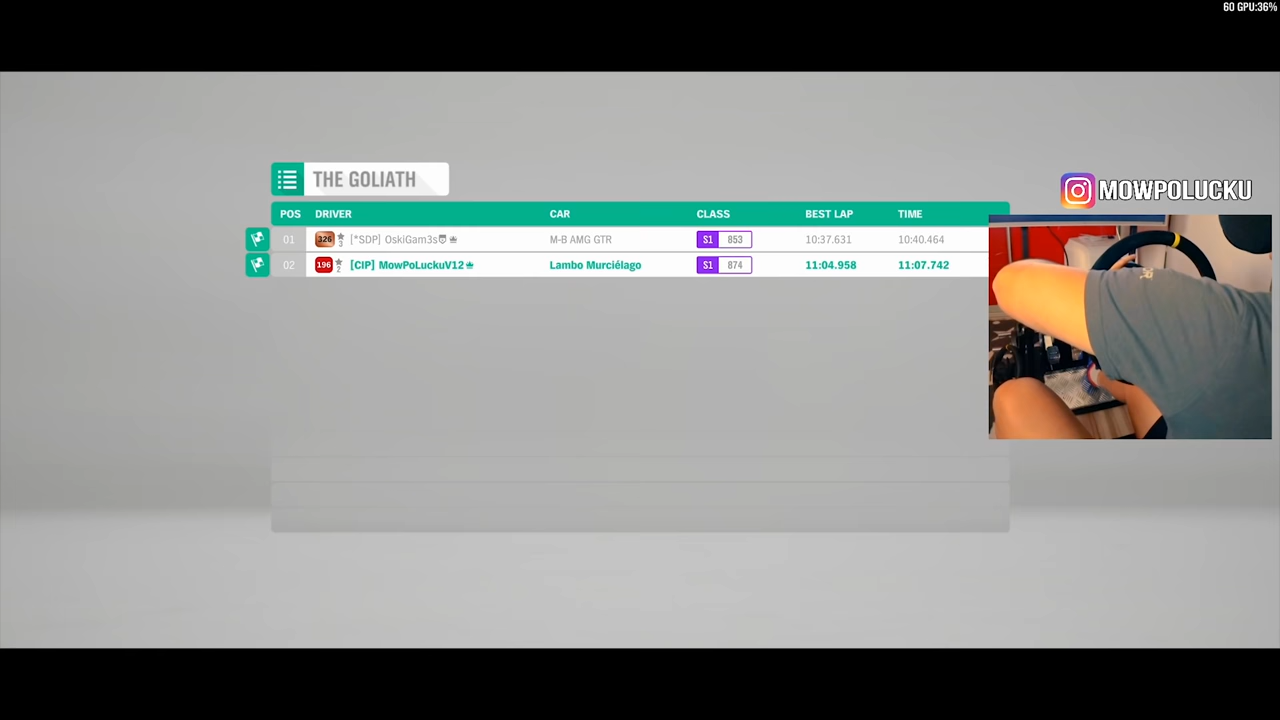 60 GPU:36%
THE GOLIATH
MOWPOLUCKU
POS DRIVER CAR CLASS BEST LAP TIME
01 326 3 [*SDP] OskiGam3s M-B AMG GTR S1 853 10:37.631 10:40.464
02 196 2 [CIP] MowPoLuckuV12 Lambo Murciélago S1 874 11:04.958 11:07.742